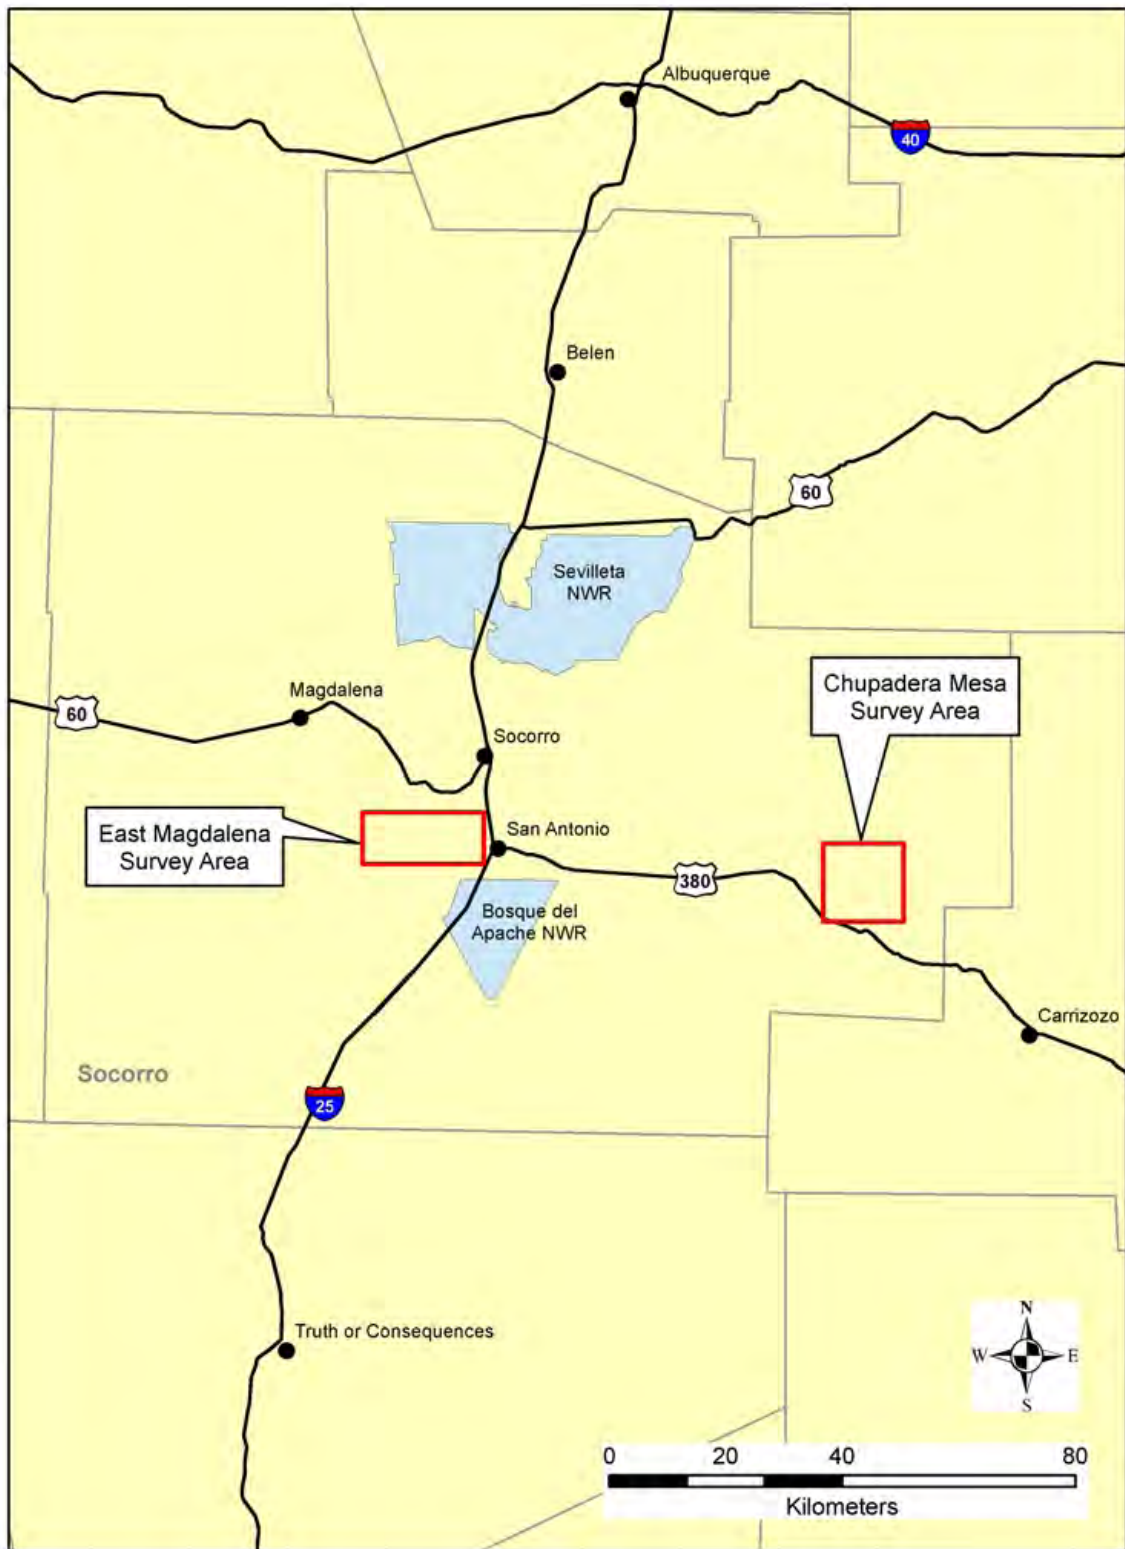 Albuquerque
40
Belen
60
Sevilleta
NWR
Chupadera Mesa
Survey Area
Magdalena
60
Socorro
East Magdalena
Survey Area
San Antonio
380
Bosque del
Apache NWR
Carrizozo
Socorro
25
Truth or Consequences
N
W
E
S
0 20 40 80
Kilometers